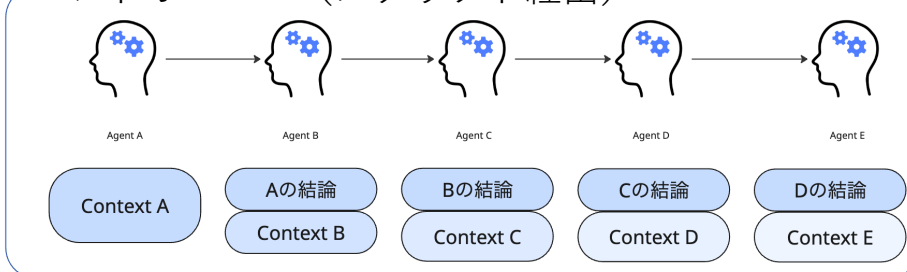 Agent A
Agent B
Agent C
Agent D
Agent E
Context A
Aの結論
Context B
Bの結論
Context C
Cの結論
Context D
Dの結論
Context E